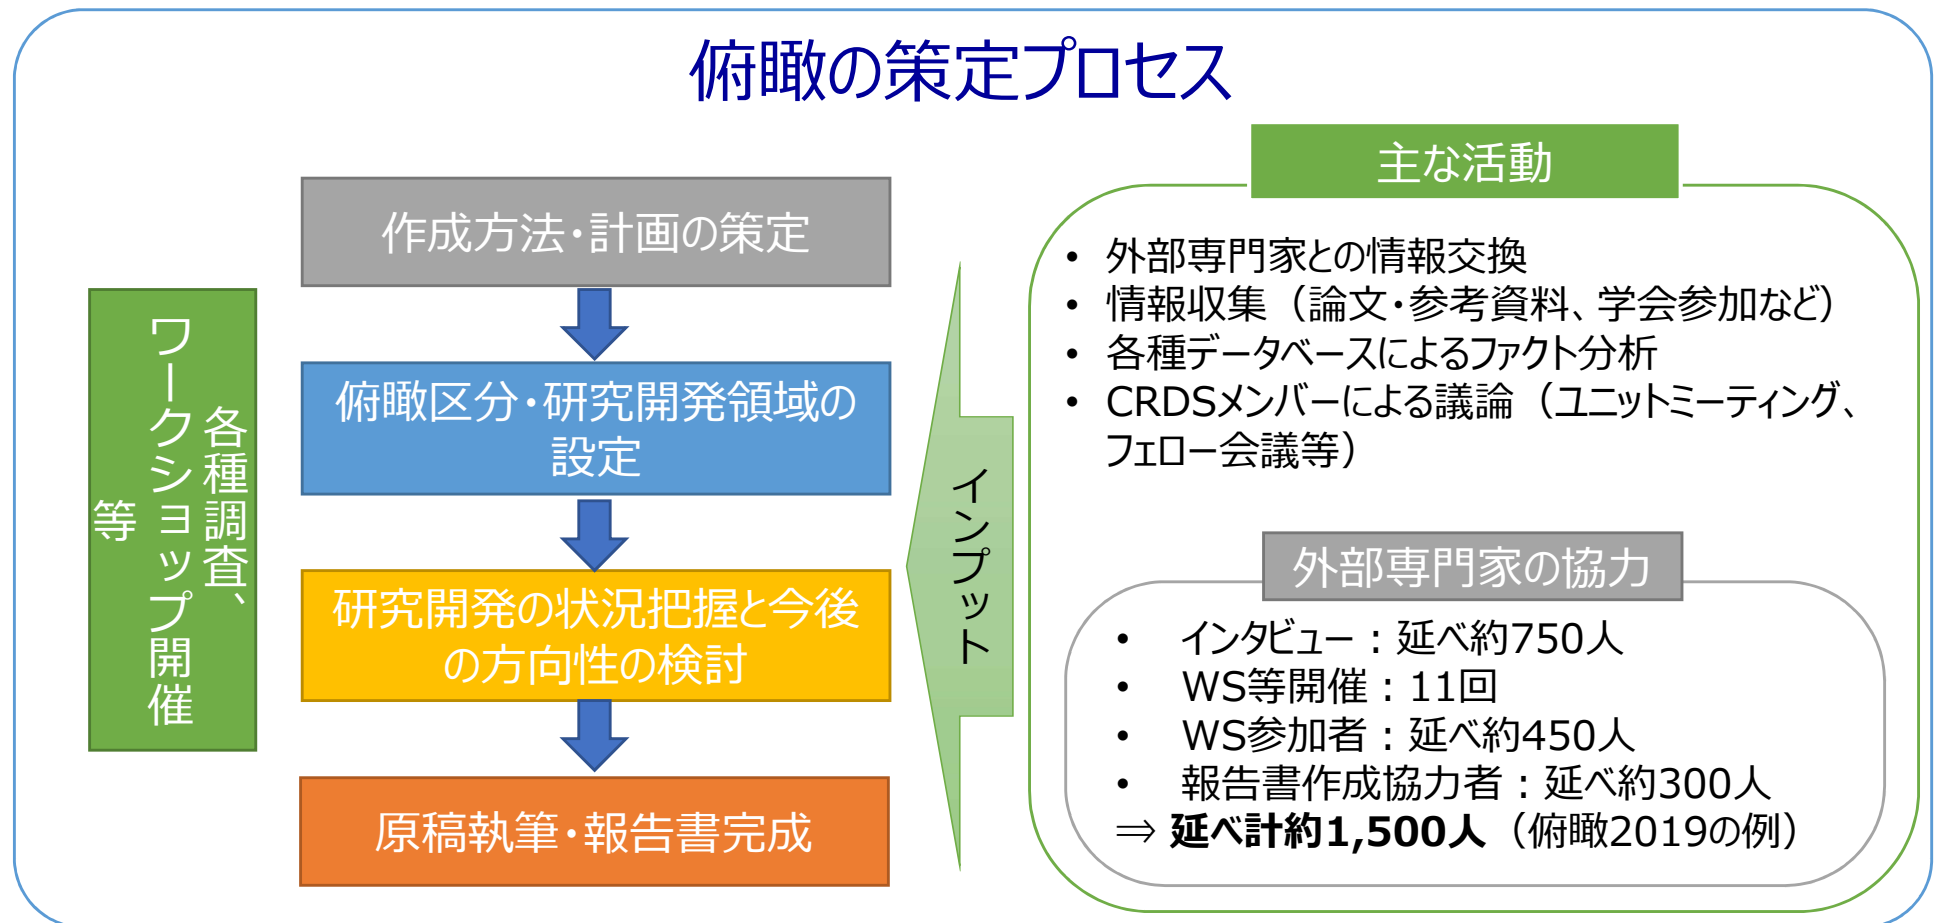 俯瞰の策定プロセス
作成方法・計画の策定
俯瞰区分・研究開発領域の
設定
研究開発の状況把握と今後
の方向性の検討
原稿執筆・報告書完成
各種調査、
ワークショップ開催
等
インプット
主な活動
• 外部専門家との情報交換
• 情報収集（論文・参考資料、学会参加など）
• 各種データベースによるファクト分析
• CRDSメンバーによる議論（ユニットミーティング、
フェロー会議等）
外部専門家の協力
• インタビュー：延べ約750人
• WS等開催：11回
• WS参加者：延べ約450人
• 報告書作成協力者：延べ約300人
⇒ 延べ計約1,500人（俯瞰2019の例）